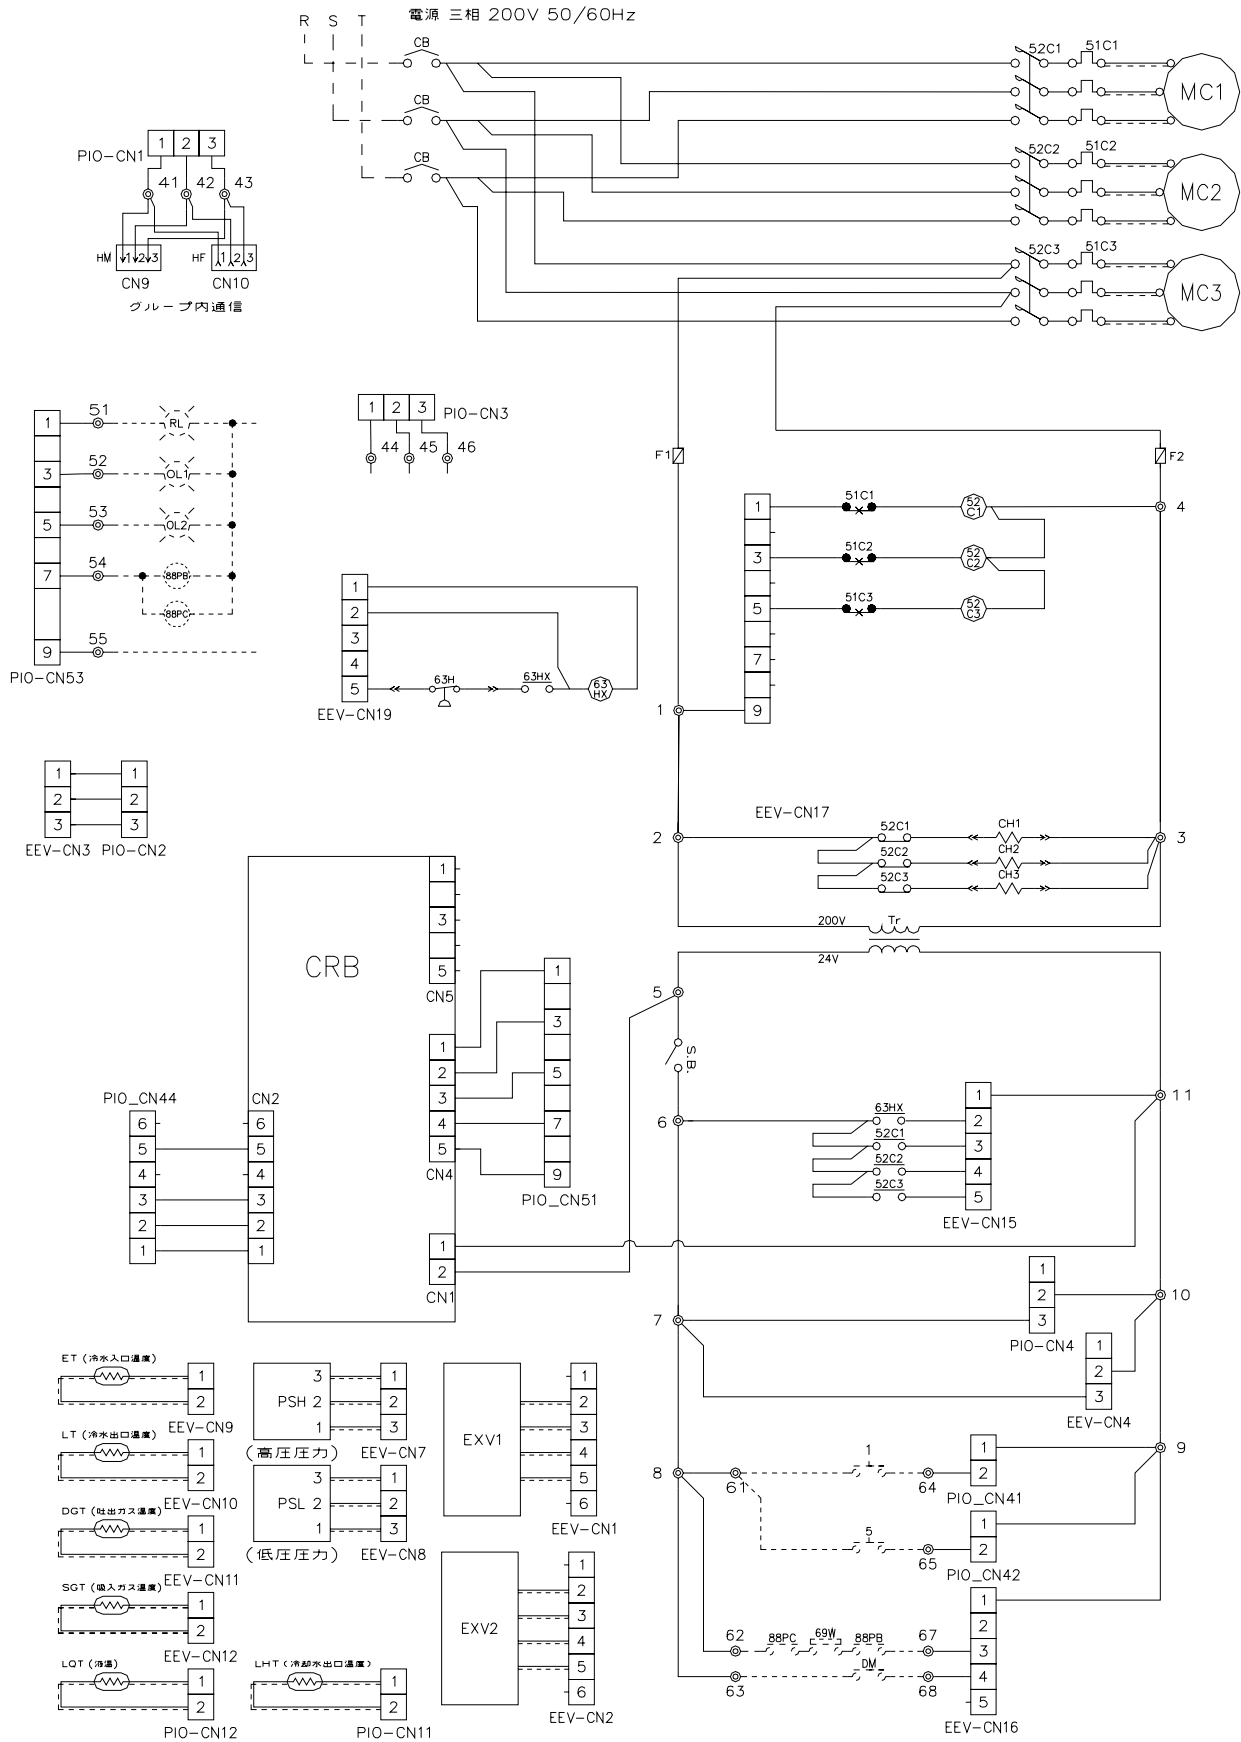 電源 三相 200V 50/60Hz
R S T
CB
CB
CB
52C1 51C1
MC1
52C2 51C2
MC2
52C3 51C3
MC3
PIO-CN1 1 2 3
41 42 43
HM 1 2 3 HF 1 2 3
CN9 CN10
グループ内通信
1 51 RL
3 52 OL1
5 53 OL2
7 54 88PB
88PC
9 55
PIO-CN53
1 2 3 PIO-CN3
44 45 46
F1 F2
1 51C1 52 C1 4
3 51C2 52 C2
5 51C3 52 C3
7
1 9
1
2
3
4
5 63H 63HX 63 HX
EEV-CN19
1 1
2 2
3 3
EEV-CN3 PIO-CN2
EEV-CN17
2 52C1 CH1 3
52C2 CH2
52C3 CH3
200V Tr
24V
CRB
1
3
5
CN5
1
2
3
4
5
CN4
1
3
5
7
9
PIO_CN51
PIO_CN44 CN2
6 6
5 5
4 4
3 3
2 2
1 1
1
2
CN1
5
S.B.
6
63HX
52C1
52C2
52C3
1
2
3
4
5
EEV-CN15
11
1
2
3
PIO-CN4
10
7
1
2
3
EEV-CN4
ET (冷水入口温度)
1
2
EEV-CN9
LT (冷水出口温度)
1
2
EEV-CN10
DGT (吐出ガス温度)
1
2
EEV-CN11
SGT (吸入ガス温度)
1
2
EEV-CN12
LQT (液温)
1
2
PIO-CN12
LHT (冷却水出口温度)
1
2
PIO-CN11
3 1
PSH 2 2
1 3
(高圧圧力) EEV-CN7
3 1
PSL 2 2
1 3
(低圧圧力) EEV-CN8
EXV1
1
2
3
4
5
6
EEV-CN1
EXV2
1
2
3
4
5
6
EEV-CN2
8 61 1 64
1
2
PIO_CN41
9
5 65
1
2
PIO_CN42
62 88PC 69W 88PB 67
63 DM 68
1
2
3
4
5
EEV-CN16